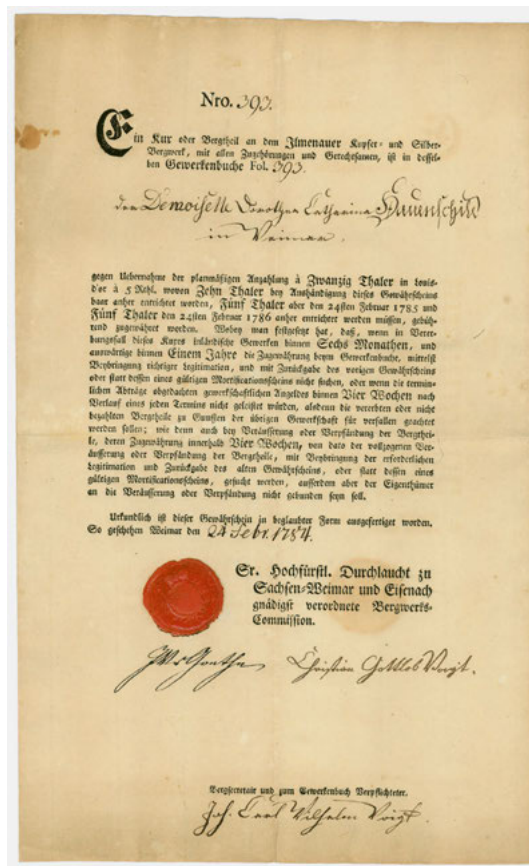 Nro. 393.
Ein Kux oder Bergtheil an dem Ilmenauer Kupfer- und Silber-
Bergwerk, mit allen Zugehörungen und Gerechtsamen, ist in dessel-
ben Gewerkenbuche Fol. 393.
der Demoiselle Dorothea Catharina
in Weimar.
gegen Uebernahme der planmäsigen Anzahlung à Zwanzig Thaler in Louis-
d'or à 5 Rthl. wovon Zehn Thaler bey Aushändigung dieses Gewährscheins
baar anher entrichtet worden, Fünf Thaler aber den 24sten Februar 1785 und
Fünf Thaler den 24sten Februar 1786 anher entrichtet werden müssen, gebüh-
rend zugewähret worden. Wobey man festgesetzt hat, daß, wenn in Verer-
bungsfall dieses Kuxes inländische Gewerken binnen Sechs Monathen, und
auswärtige binnen Einem Jahre die Zugewährung beym Gewerkenbuche, mittelst
Beybringung richtiger Legitimation, und mit Zurückgabe des vorigen Gewährscheins
oder statt dessen eines gültigen Mortificationscheins nicht suchen, oder wenn die termin-
lichen Abträge abgedachten gewerkschaftlichen Angeldes binnen Vier Wochen nach
Verlauf eines jeden Termins nicht geleistet würden, alsdenn die vererbten oder nicht
bezahlten Bergtheile zu Gunsten der übrigen Gewerkschaft für verfallen geachtet
werden sollen; wie denn auch bey Veräusserung oder Verpfändung der Bergthei-
le, deren Zugewährung innerhalb Vier Wochen, von dato der vollzogenen Ver-
äusserung oder Verpfändung der Bergtheile, mit Beybringung der erforderlichen
Legitimation und Zurückgabe des alten Gewährscheins, oder statt dessen eines
gültigen Mortificationscheins, gesucht werden, ausserdem aber der Eigenthümer
an die Veräusserung oder Verpfändung nicht gebunden seyn soll.
Urkundlich ist dieser Gewährschein in beglaubter Form ausgefertiget worden.
So geschehen Weimar den 24 Febr. 1784.
Sr. Hochfürstl. Durchlaucht zu
Sachsen-Weimar und Eisenach
gnädigst verordnete Bergwerks-
Commission.
JWvGoethe Christian Gottlob Voigt.
Bergsecretair und zum Gewerkenbuch Verpflichteter.
Joh. Carl Wilhelm Voigt.